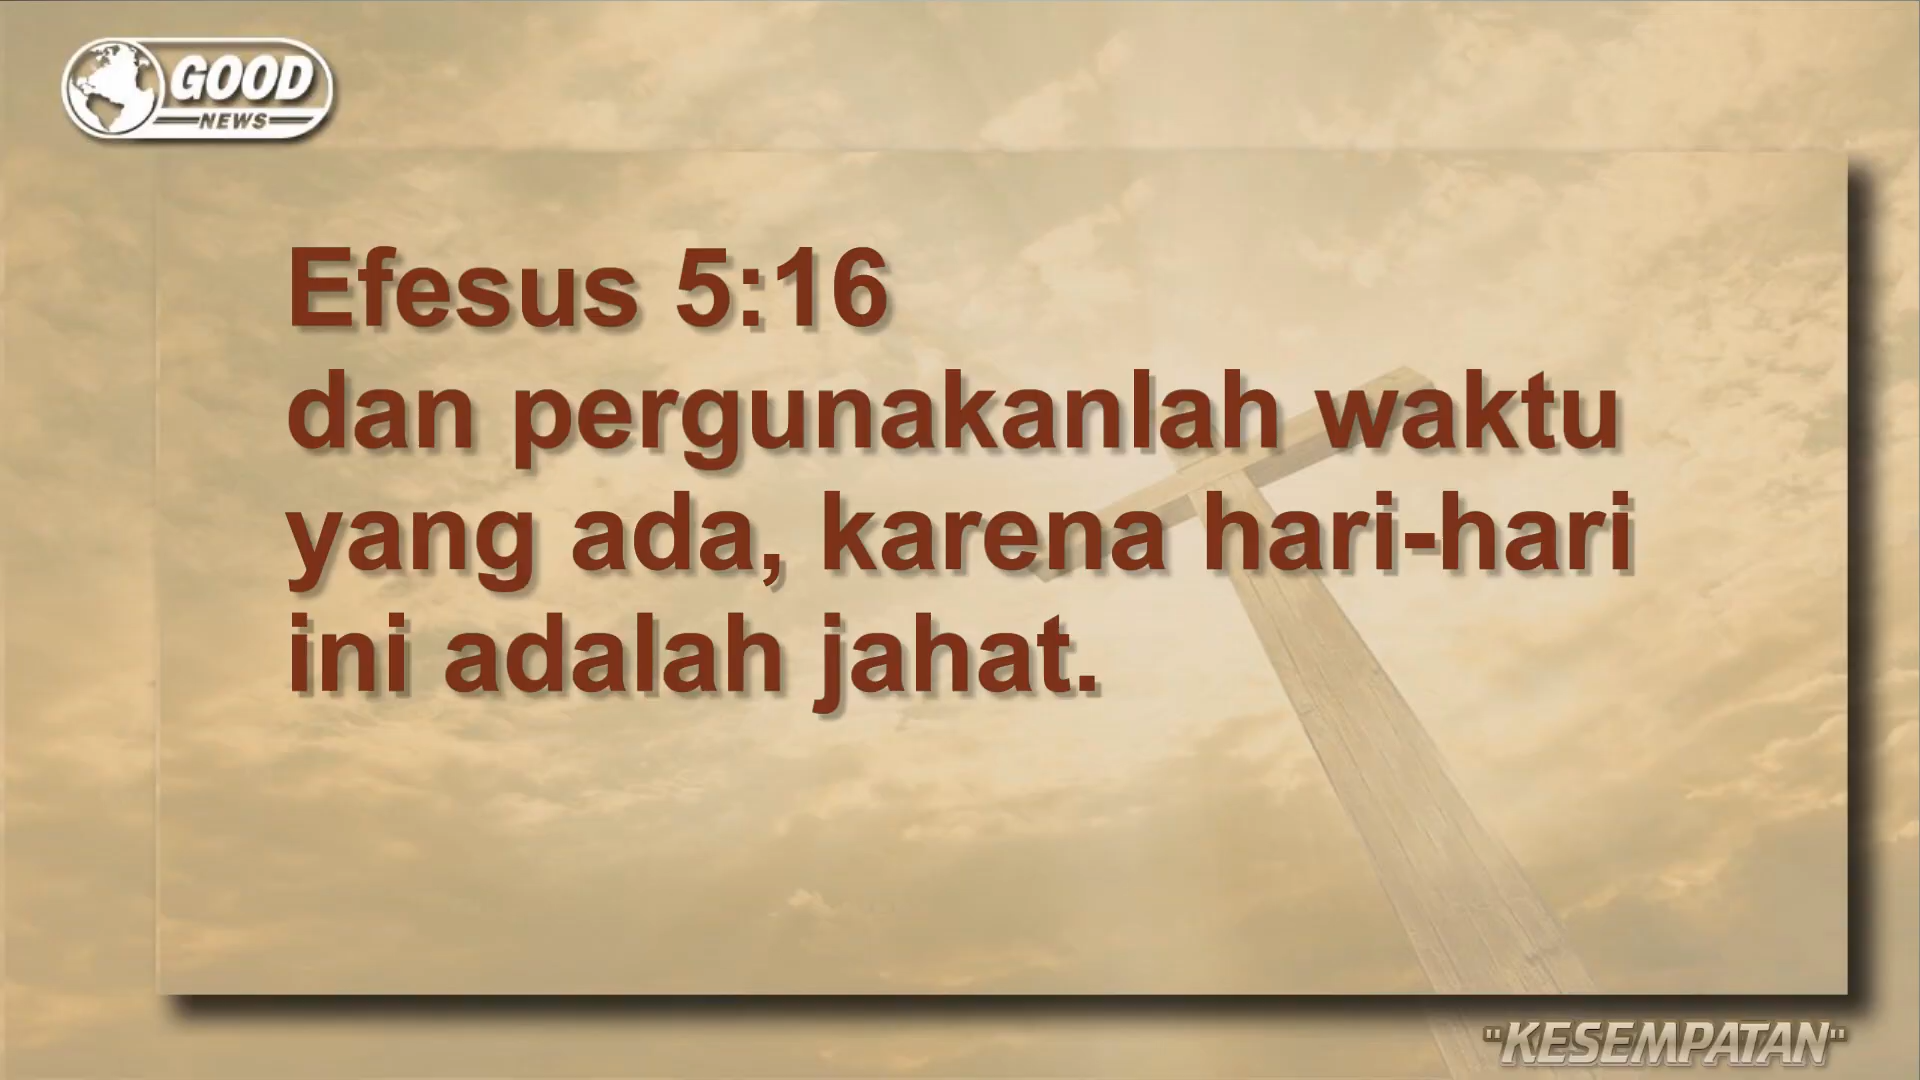 GOOD
NEWS
Efesus 5:16
dan pergunakanlah waktu
yang ada, karena hari-hari
ini adalah jahat.
"KESEMPATAN"